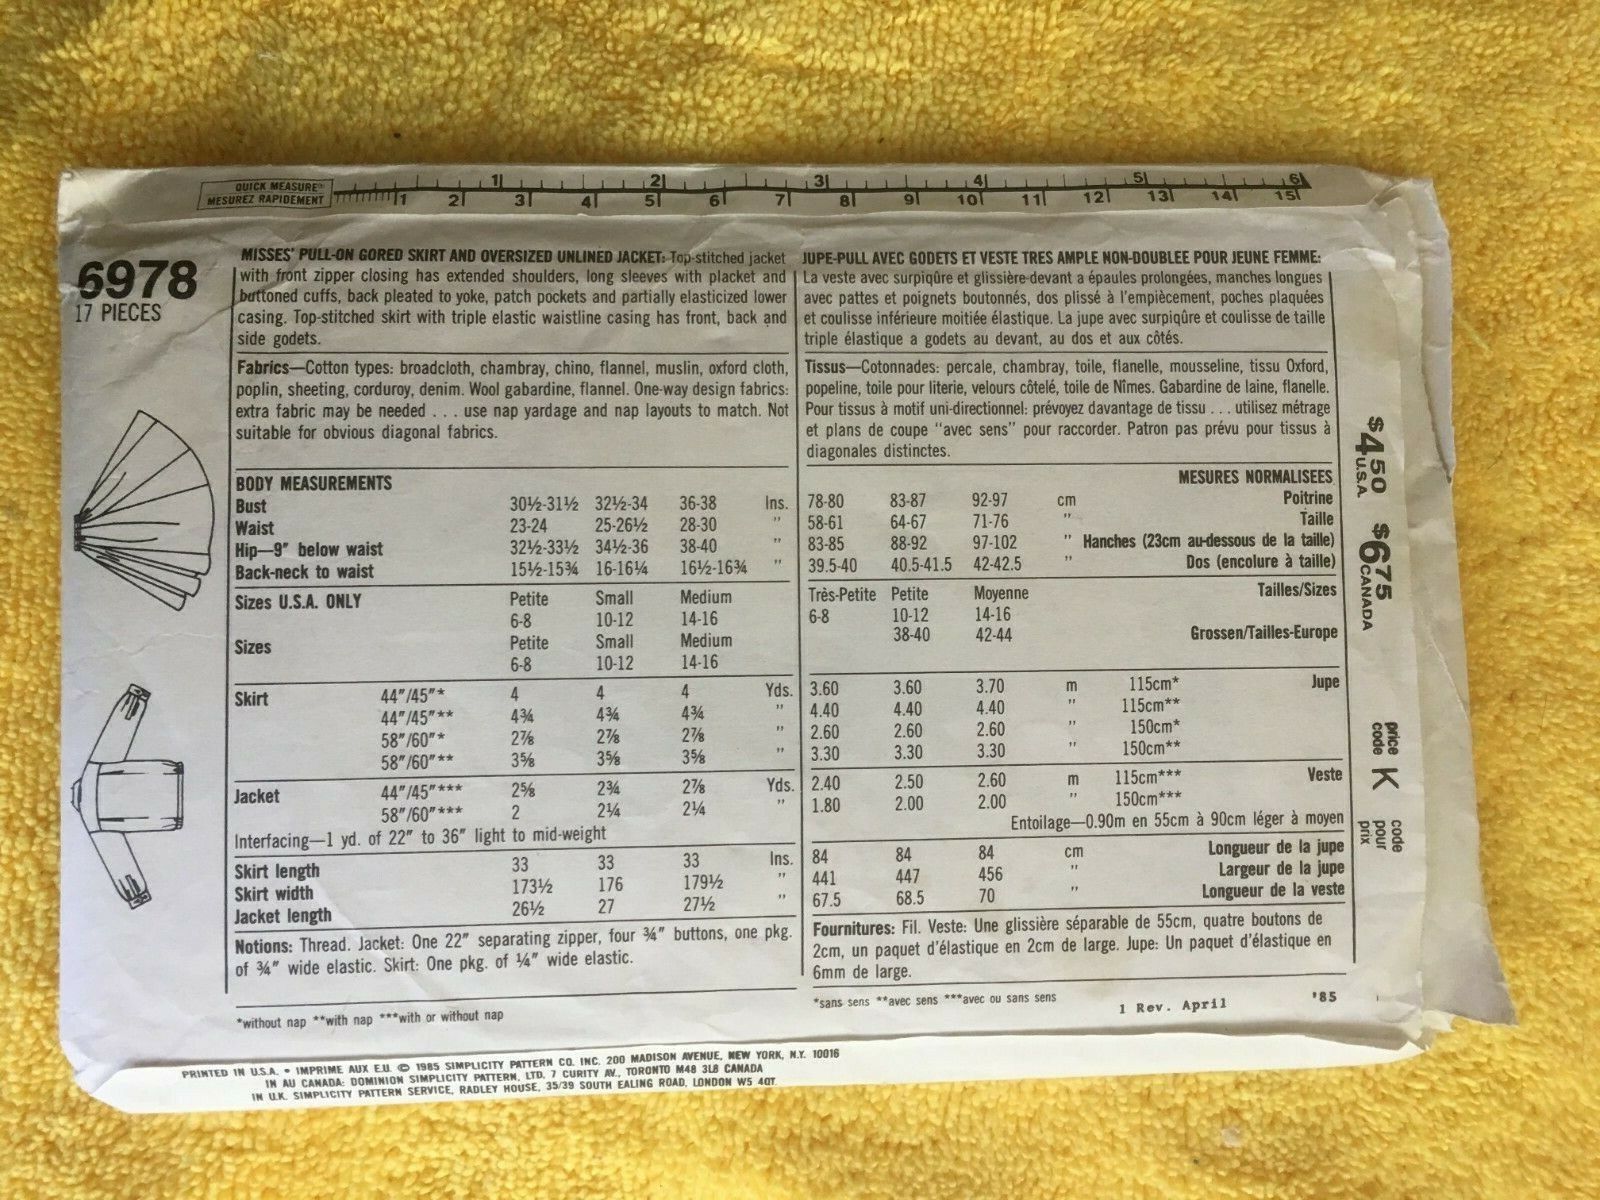 QUICK MEASURE™
MESUREZ RAPIDEMENT
1 2 3 4 5 6
1 2 3 4 5 6 7 8 9 10 11 12 13 14 15
6978
17 PIECES
MISSES' PULL-ON GORED SKIRT AND OVERSIZED UNLINED JACKET: Top-stitched jacket
with front zipper closing has extended shoulders, long sleeves with placket and
buttoned cuffs, back pleated to yoke, patch pockets and partially elasticized lower
casing. Top-stitched skirt with triple elastic waistline casing has front, back and
side godets.
Fabrics—Cotton types: broadcloth, chambray, chino, flannel, muslin, oxford cloth,
poplin, sheeting, corduroy, denim. Wool gabardine, flannel. One-way design fabrics:
extra fabric may be needed . . . use nap yardage and nap layouts to match. Not
suitable for obvious diagonal fabrics.
BODY MEASUREMENTS
Bust 30½-31½ 32½-34 36-38 Ins.
Waist 23-24 25-26½ 28-30 "
Hip—9" below waist 32½-33½ 34½-36 38-40 "
Back-neck to waist 15½-15¾ 16-16¼ 16½-16¾ "
Sizes U.S.A. ONLY Petite Small Medium
6-8 10-12 14-16
Sizes Petite Small Medium
6-8 10-12 14-16
Skirt 44"/45"* 4 4 4 Yds.
44"/45"** 4¾ 4¾ 4¾ "
58"/60"* 2⅞ 2⅞ 2⅞ "
58"/60"** 3⅝ 3⅝ 3⅝ "
Jacket 44"/45"*** 2⅝ 2¾ 2⅞ Yds.
58"/60"*** 2 2¼ 2¼ "
Interfacing—1 yd. of 22" to 36" light to mid-weight
Skirt length 33 33 33 Ins.
Skirt width 173½ 176 179½ "
Jacket length 26½ 27 27½ "
Notions: Thread. Jacket: One 22" separating zipper, four ¾" buttons, one pkg.
of ¾" wide elastic. Skirt: One pkg. of ¼" wide elastic.
*without nap **with nap ***with or without nap
JUPE-PULL AVEC GODETS ET VESTE TRES AMPLE NON-DOUBLEE POUR JEUNE FEMME:
La veste avec surpiqûre et glissière-devant a épaules prolongées, manches longues
avec pattes et poignets boutonnés, dos plissé à l'empiècement, poches plaquées
et coulisse inférieure moitiée élastique. La jupe avec surpiqûre et coulisse de taille
triple élastique a godets au devant, au dos et aux côtés.
Tissus—Cotonnades: percale, chambray, toile, flanelle, mousseline, tissu Oxford,
popeline, toile pour literie, velours côtelé, toile de Nîmes. Gabardine de laine, flanelle.
Pour tissus à motif uni-directionnel: prévoyez davantage de tissu . . . utilisez métrage
et plans de coupe "avec sens" pour raccorder. Patron pas prévu pour tissus à
diagonales distinctes.
MESURES NORMALISEES
78-80 83-87 92-97 cm Poitrine
58-61 64-67 71-76 " Taille
83-85 88-92 97-102 " Hanches (23cm au-dessous de la taille)
39.5-40 40.5-41.5 42-42.5 " Dos (encolure à taille)
Très-Petite Petite Moyenne Tailles/Sizes
6-8 10-12 14-16
38-40 42-44 Grossen/Tailles-Europe
3.60 3.60 3.70 m 115cm* Jupe
4.40 4.40 4.40 " 115cm**
2.60 2.60 2.60 " 150cm*
3.30 3.30 3.30 " 150cm**
2.40 2.50 2.60 m 115cm*** Veste
1.80 2.00 2.00 " 150cm***
Entoilage—0.90m en 55cm à 90cm léger à moyen
84 84 84 cm Longueur de la jupe
441 447 456 " Largeur de la jupe
67.5 68.5 70 " Longueur de la veste
Fournitures: Fil. Veste: Une glissière séparable de 55cm, quatre boutons de
2cm, un paquet d'élastique en 2cm de large. Jupe: Un paquet d'élastique en
6mm de large.
*sans sens **avec sens ***avec ou sans sens
1 Rev. April '85
$4.50 U.S.A. $6.75 CANADA
price code K code pour prix
PRINTED IN U.S.A. • IMPRIME AUX E.U. © 1985 SIMPLICITY PATTERN CO. INC. 200 MADISON AVENUE, NEW YORK, N.Y. 10016
IN AU CANADA: DOMINION SIMPLICITY PATTERN, LTD. 7 CURITY AV., TORONTO M4B 3L8 CANADA
IN U.K. SIMPLICITY PATTERN SERVICE, RADLEY HOUSE, 35/39 SOUTH EALING ROAD, LONDON W5 4QT.